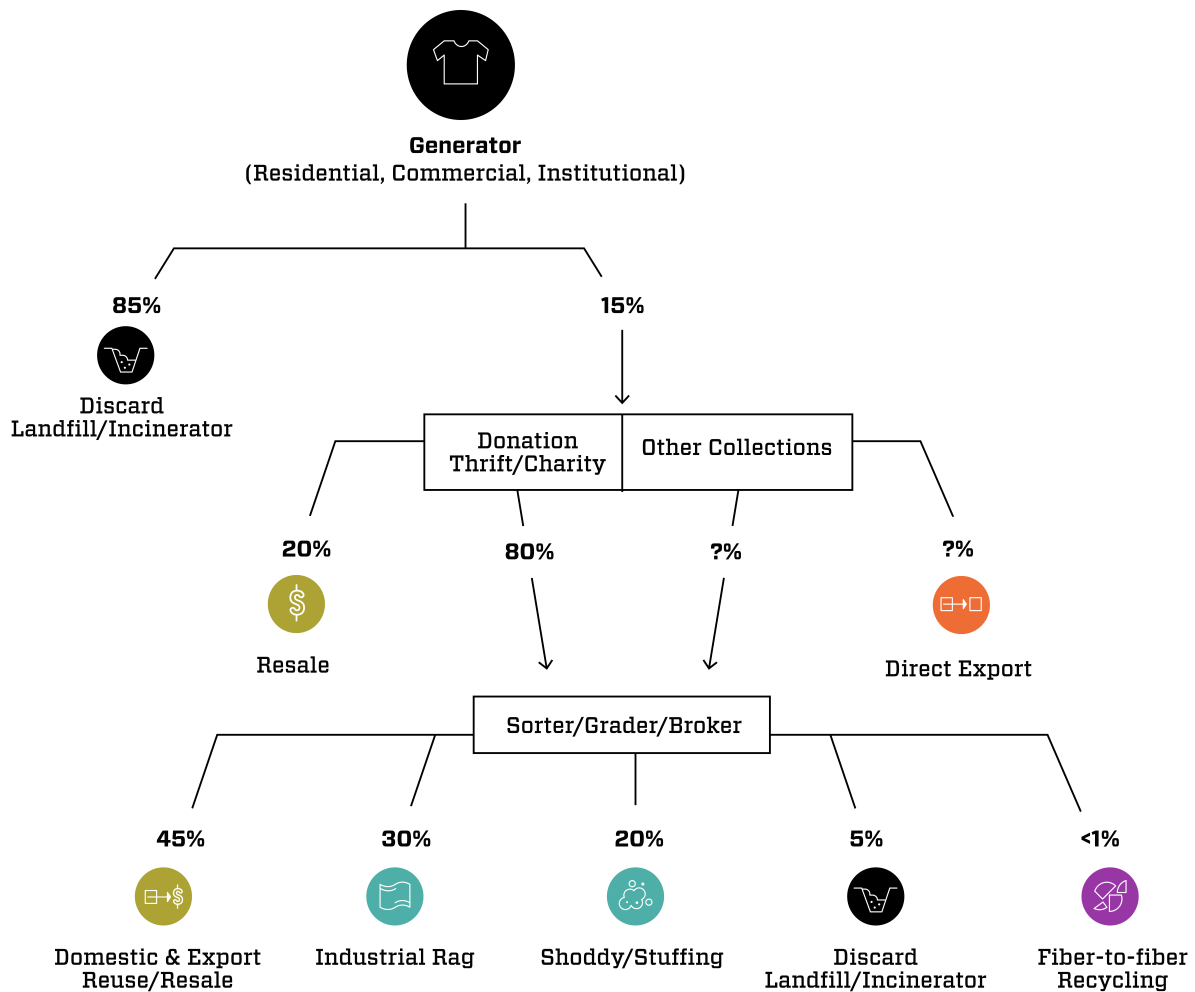 Generator
(Residential, Commercial, Institutional)
85%
15%
Discard
Landfill/Incinerator
Donation
Thrift/Charity
Other Collections
20%
80%
?%
?%
$
Resale
Direct Export
Sorter/Grader/Broker
45%
30%
20%
5%
<1%
$
Domestic & Export
Reuse/Resale
Industrial Rag
Shoddy/Stuffing
Discard
Landfill/Incinerator
Fiber-to-fiber
Recycling